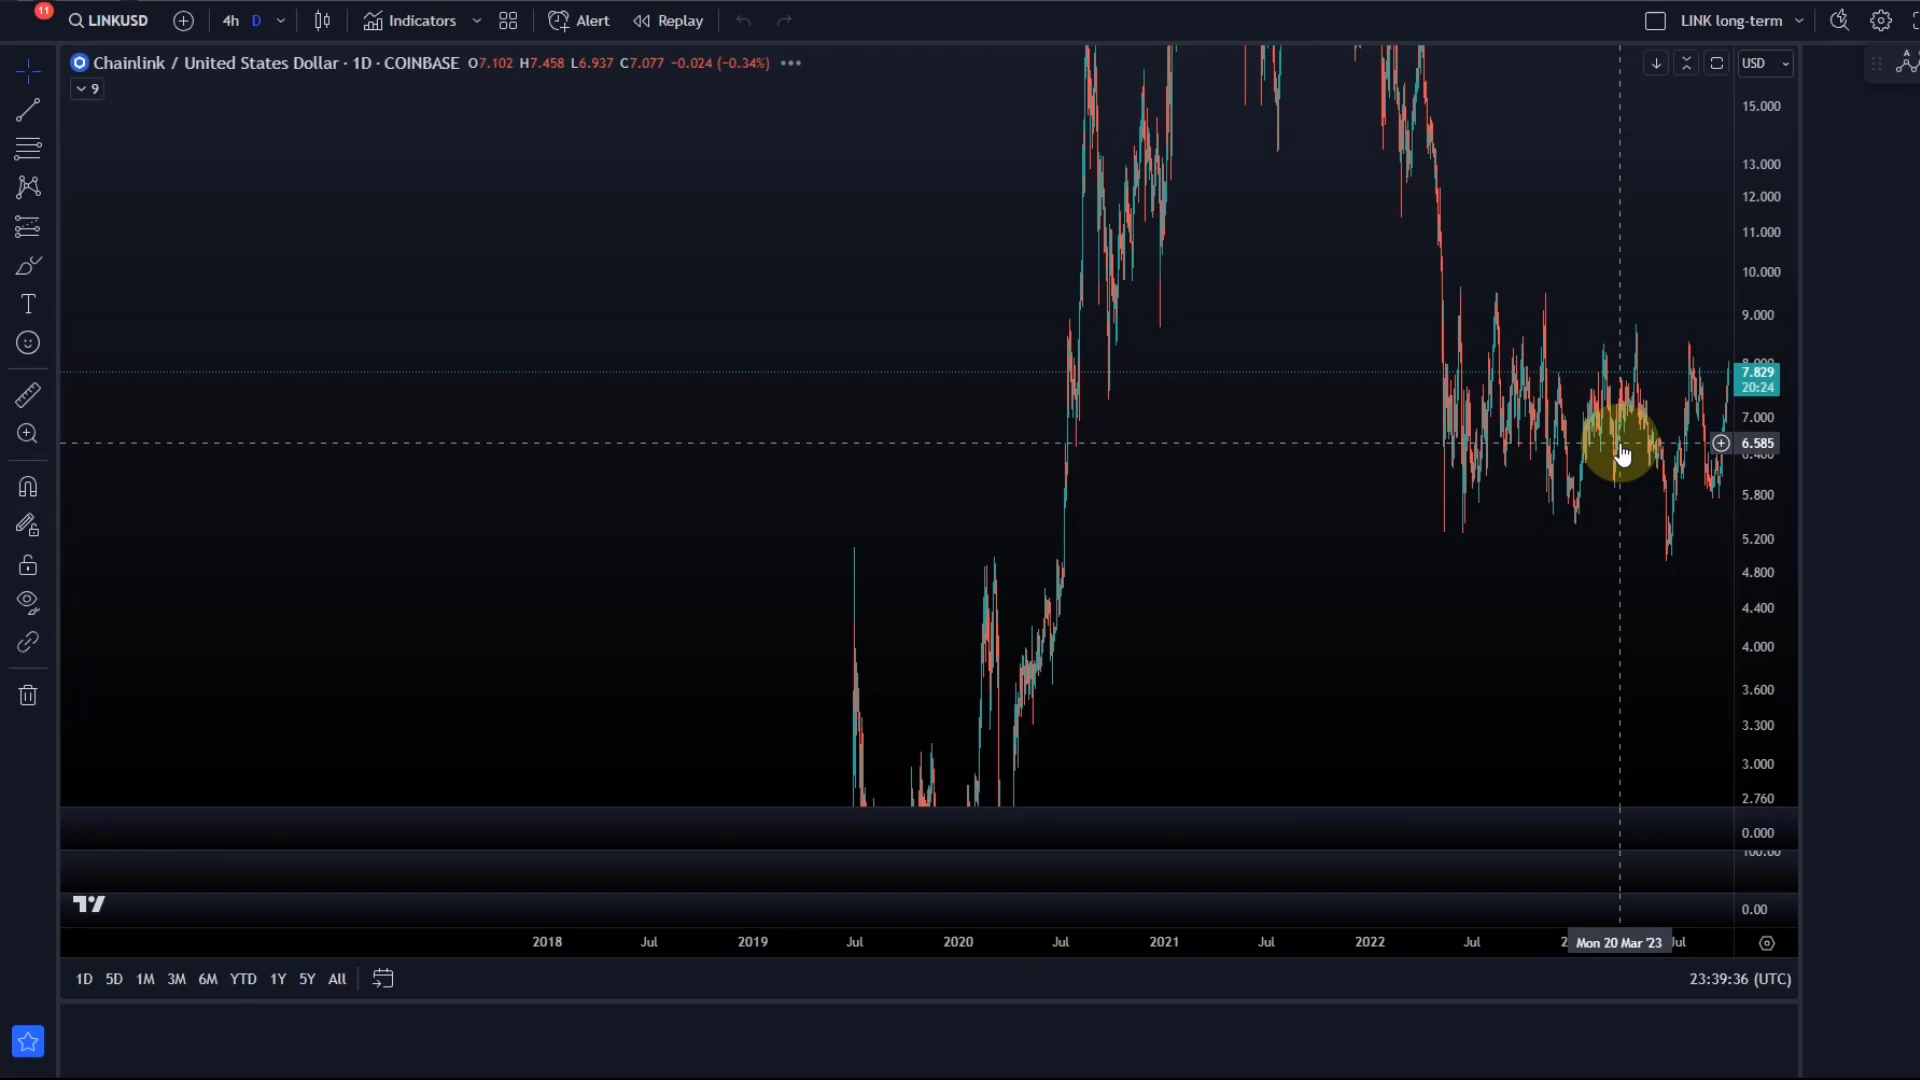 11
LINKUSD
4h D
Indicators
Alert
Replay
LINK long-term
Chainlink / United States Dollar · 1D · COINBASE O7.102 H7.458 L6.937 C7.077 −0.024 (−0.34%)
USD
9
15.000
13.000
12.000
11.000
10.000
9.000
7.829
20:24
7.000
6.585
5.800
5.200
4.800
4.400
4.000
3.600
3.300
3.000
2.760
0.000
100.00
0.00
2018 Jul 2019 Jul 2020 Jul 2021 Jul 2022 Jul Mon 20 Mar '23 Jul
1D 5D 1M 3M 6M YTD 1Y 5Y All
23:39:36 (UTC)